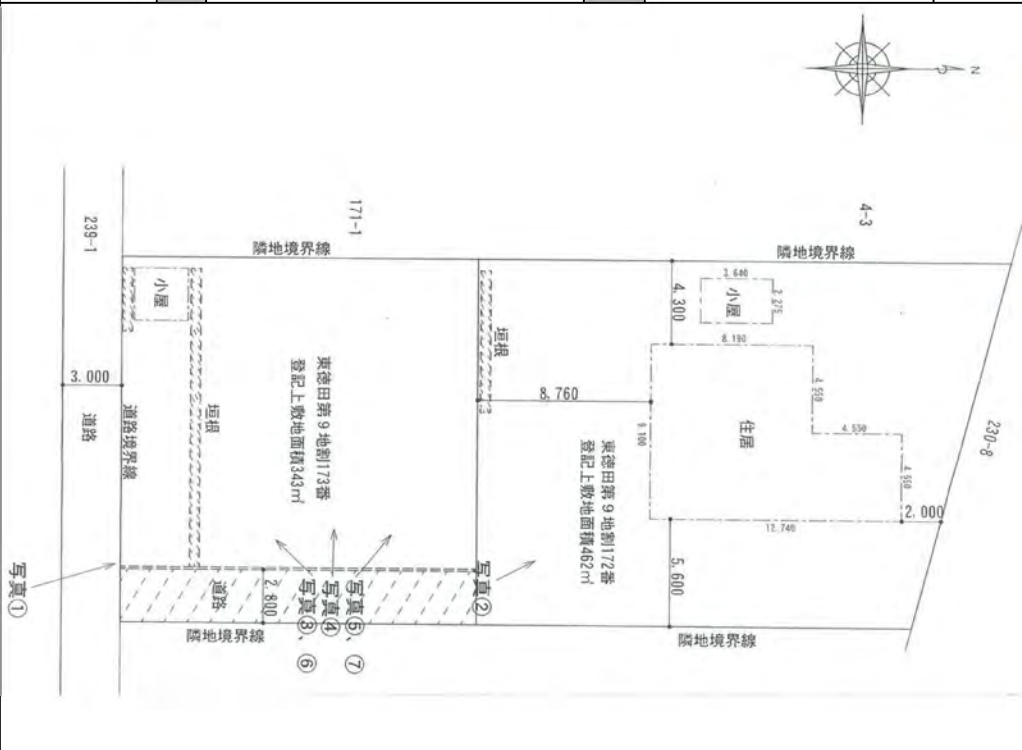 N
4-3
230-8
171-1
239-1
隣地境界線
隣地境界線
小屋
3.640
2.275
4.300
8.190
4.550
4.550
4.550
住居
9.100
12.740
2.000
5.600
垣根
8.760
東徳田第9地割172番
登記上敷地面積462㎡
小屋
垣根
東徳田第9地割173番
登記上敷地面積343㎡
3.000
道路
道路境界線
道路
2.800
写真①
写真②
写真③、⑥
写真④
写真⑤、⑦
隣地境界線
隣地境界線